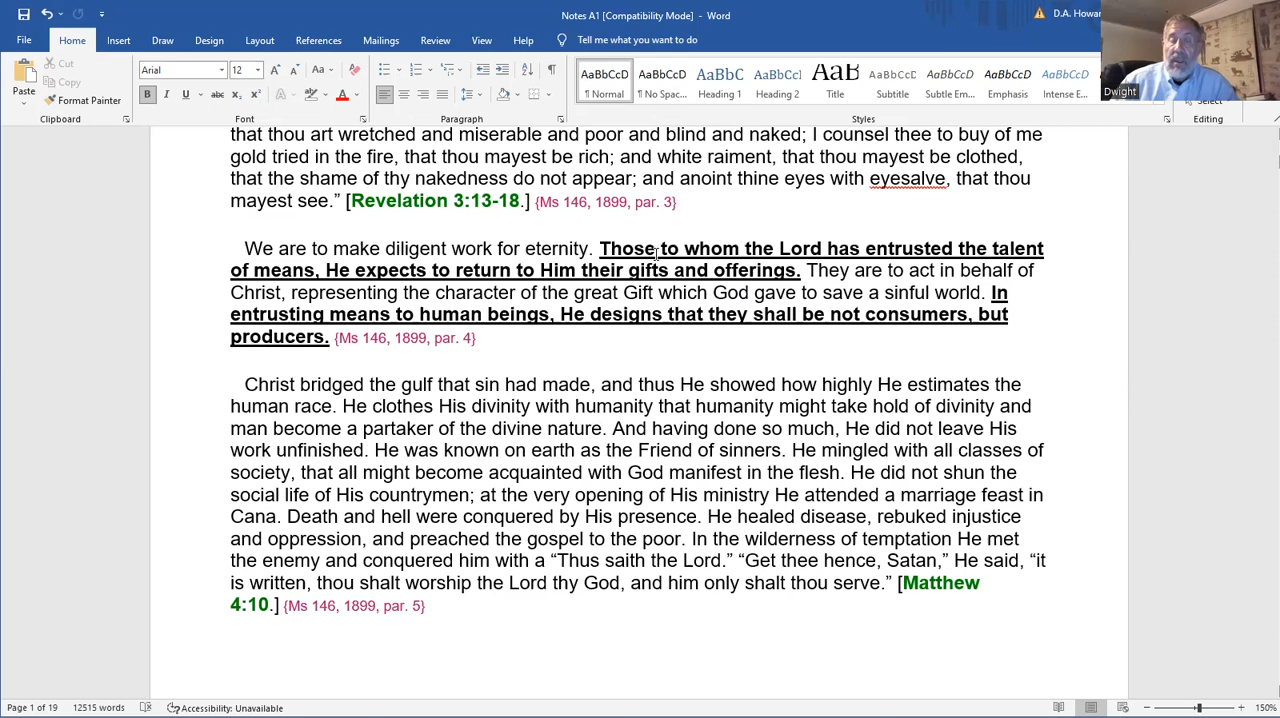 Notes A1 [Compatibility Mode] - Word
D.A. Howar
File Home Insert Draw Design Layout References Mailings Review View Help Tell me what you want to do
Cut
Copy
Paste
Format Painter
Clipboard
Arial 12
Font
Paragraph
AaBbCcD AaBbCcD AaBbC AaBbCcl AaB AaBbCcD AaBbCcD AaBbCcD AaBbCcD
¶ Normal ¶ No Spac... Heading 1 Heading 2 Title Subtitle Subtle Em... Emphasis Intense E...
Styles
Select
Editing
Dwight
that thou art wretched and miserable and poor and blind and naked; I counsel thee to buy of me
gold tried in the fire, that thou mayest be rich; and white raiment, that thou mayest be clothed,
that the shame of thy nakedness do not appear; and anoint thine eyes with eyesalve, that thou
mayest see.” [Revelation 3:13-18.] {Ms 146, 1899, par. 3}
We are to make diligent work for eternity. Those to whom the Lord has entrusted the talent
of means, He expects to return to Him their gifts and offerings. They are to act in behalf of
Christ, representing the character of the great Gift which God gave to save a sinful world. In
entrusting means to human beings, He designs that they shall be not consumers, but
producers. {Ms 146, 1899, par. 4}
Christ bridged the gulf that sin had made, and thus He showed how highly He estimates the
human race. He clothes His divinity with humanity that humanity might take hold of divinity and
man become a partaker of the divine nature. And having done so much, He did not leave His
work unfinished. He was known on earth as the Friend of sinners. He mingled with all classes of
society, that all might become acquainted with God manifest in the flesh. He did not shun the
social life of His countrymen; at the very opening of His ministry He attended a marriage feast in
Cana. Death and hell were conquered by His presence. He healed disease, rebuked injustice
and oppression, and preached the gospel to the poor. In the wilderness of temptation He met
the enemy and conquered him with a “Thus saith the Lord.” “Get thee hence, Satan,” He said, “it
is written, thou shalt worship the Lord thy God, and him only shalt thou serve.” [Matthew
4:10.] {Ms 146, 1899, par. 5}
Page 1 of 19 12515 words Accessibility: Unavailable 150%